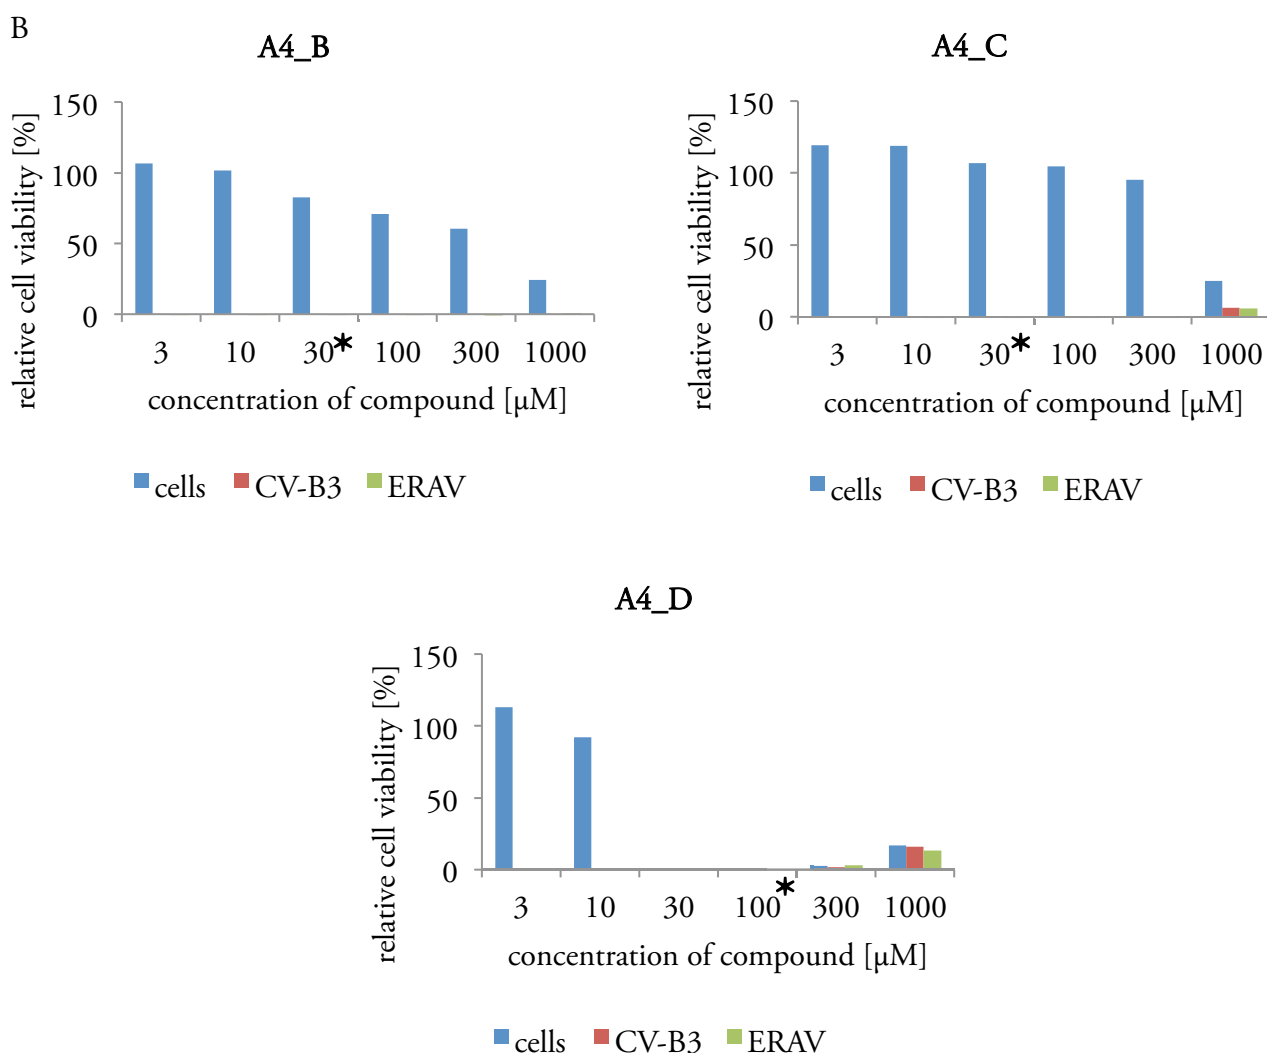 B
A4_B
relative cell viability [%]
150
100
50
0
3 10 30* 100 300 1000
concentration of compound [µM]
cells CV-B3 ERAV
A4_C
relative cell viability [%]
150
100
50
0
3 10 30* 100 300 1000
concentration of compound [µM]
cells CV-B3 ERAV
A4_D
relative cell viability [%]
150
100
50
0
3 10 30 100* 300 1000
concentration of compound [µM]
cells CV-B3 ERAV